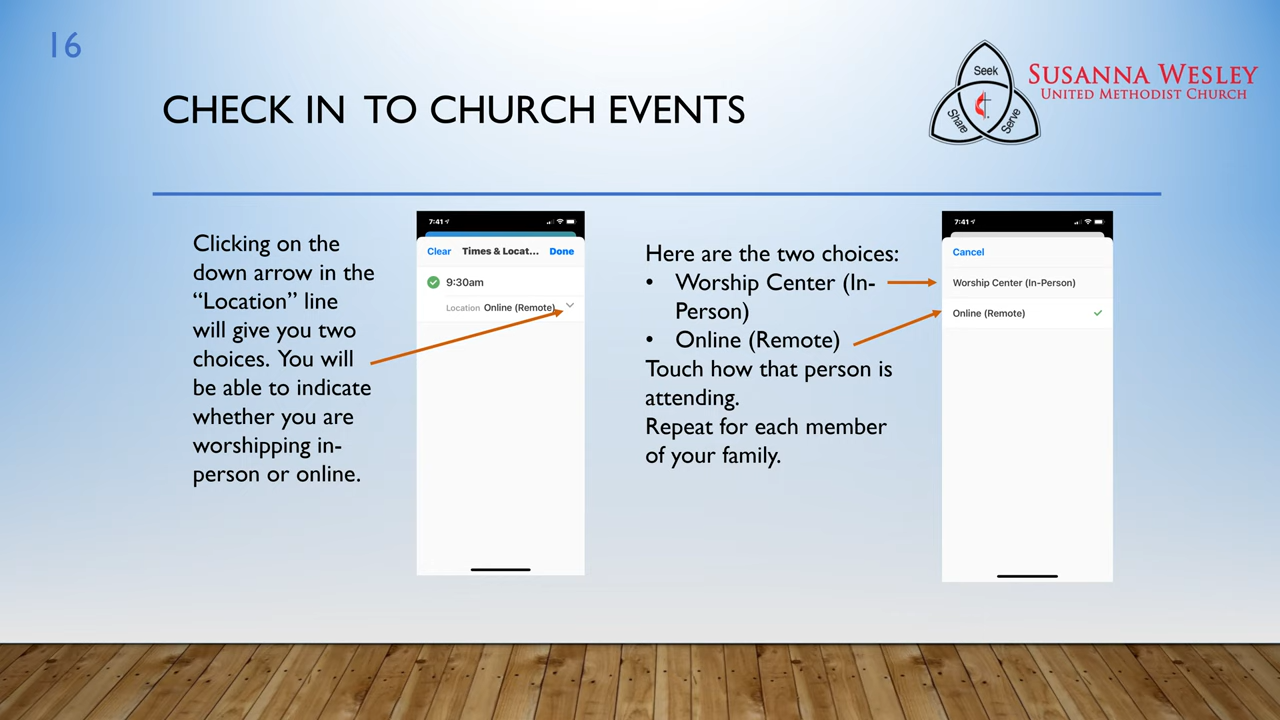 16
CHECK IN TO CHURCH EVENTS
Seek
Share
Serve
SUSANNA WESLEY
UNITED METHODIST CHURCH
Clicking on the
down arrow in the
“Location” line
will give you two
choices. You will
be able to indicate
whether you are
worshipping in-
person or online.
7:41
Clear Times & Locat... Done
9:30am
Location Online (Remote)
Here are the two choices:
• Worship Center (In-
Person)
• Online (Remote)
Touch how that person is
attending.
Repeat for each member
of your family.
7:41
Cancel
Worship Center (In-Person)
Online (Remote)